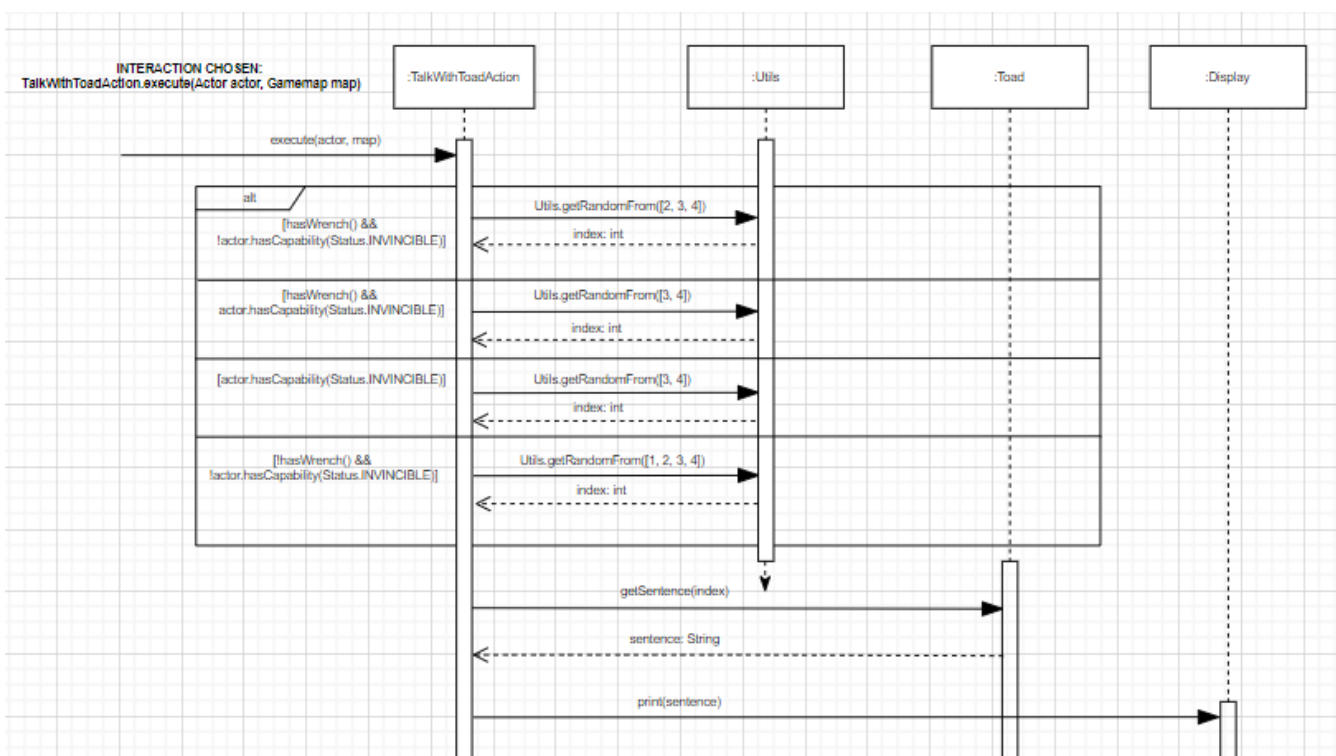 INTERACTION CHOSEN:
TalkWithToadAction.execute(Actor actor, Gamemap map)
:TalkWithToadAction
:Utils
:Toad
:Display
execute(actor, map)
alt
[hasWrench() &&
!actor.hasCapability(Status.INVINCIBLE)]
Utils.getRandomFrom([2, 3, 4])
index: int
[hasWrench() &&
actor.hasCapability(Status.INVINCIBLE)]
Utils.getRandomFrom([3, 4])
index: int
[actor.hasCapability(Status.INVINCIBLE)]
Utils.getRandomFrom([3, 4])
index: int
[!hasWrench() &&
!actor.hasCapability(Status.INVINCIBLE)]
Utils.getRandomFrom([1, 2, 3, 4])
index: int
getSentence(index)
sentence: String
print(sentence)